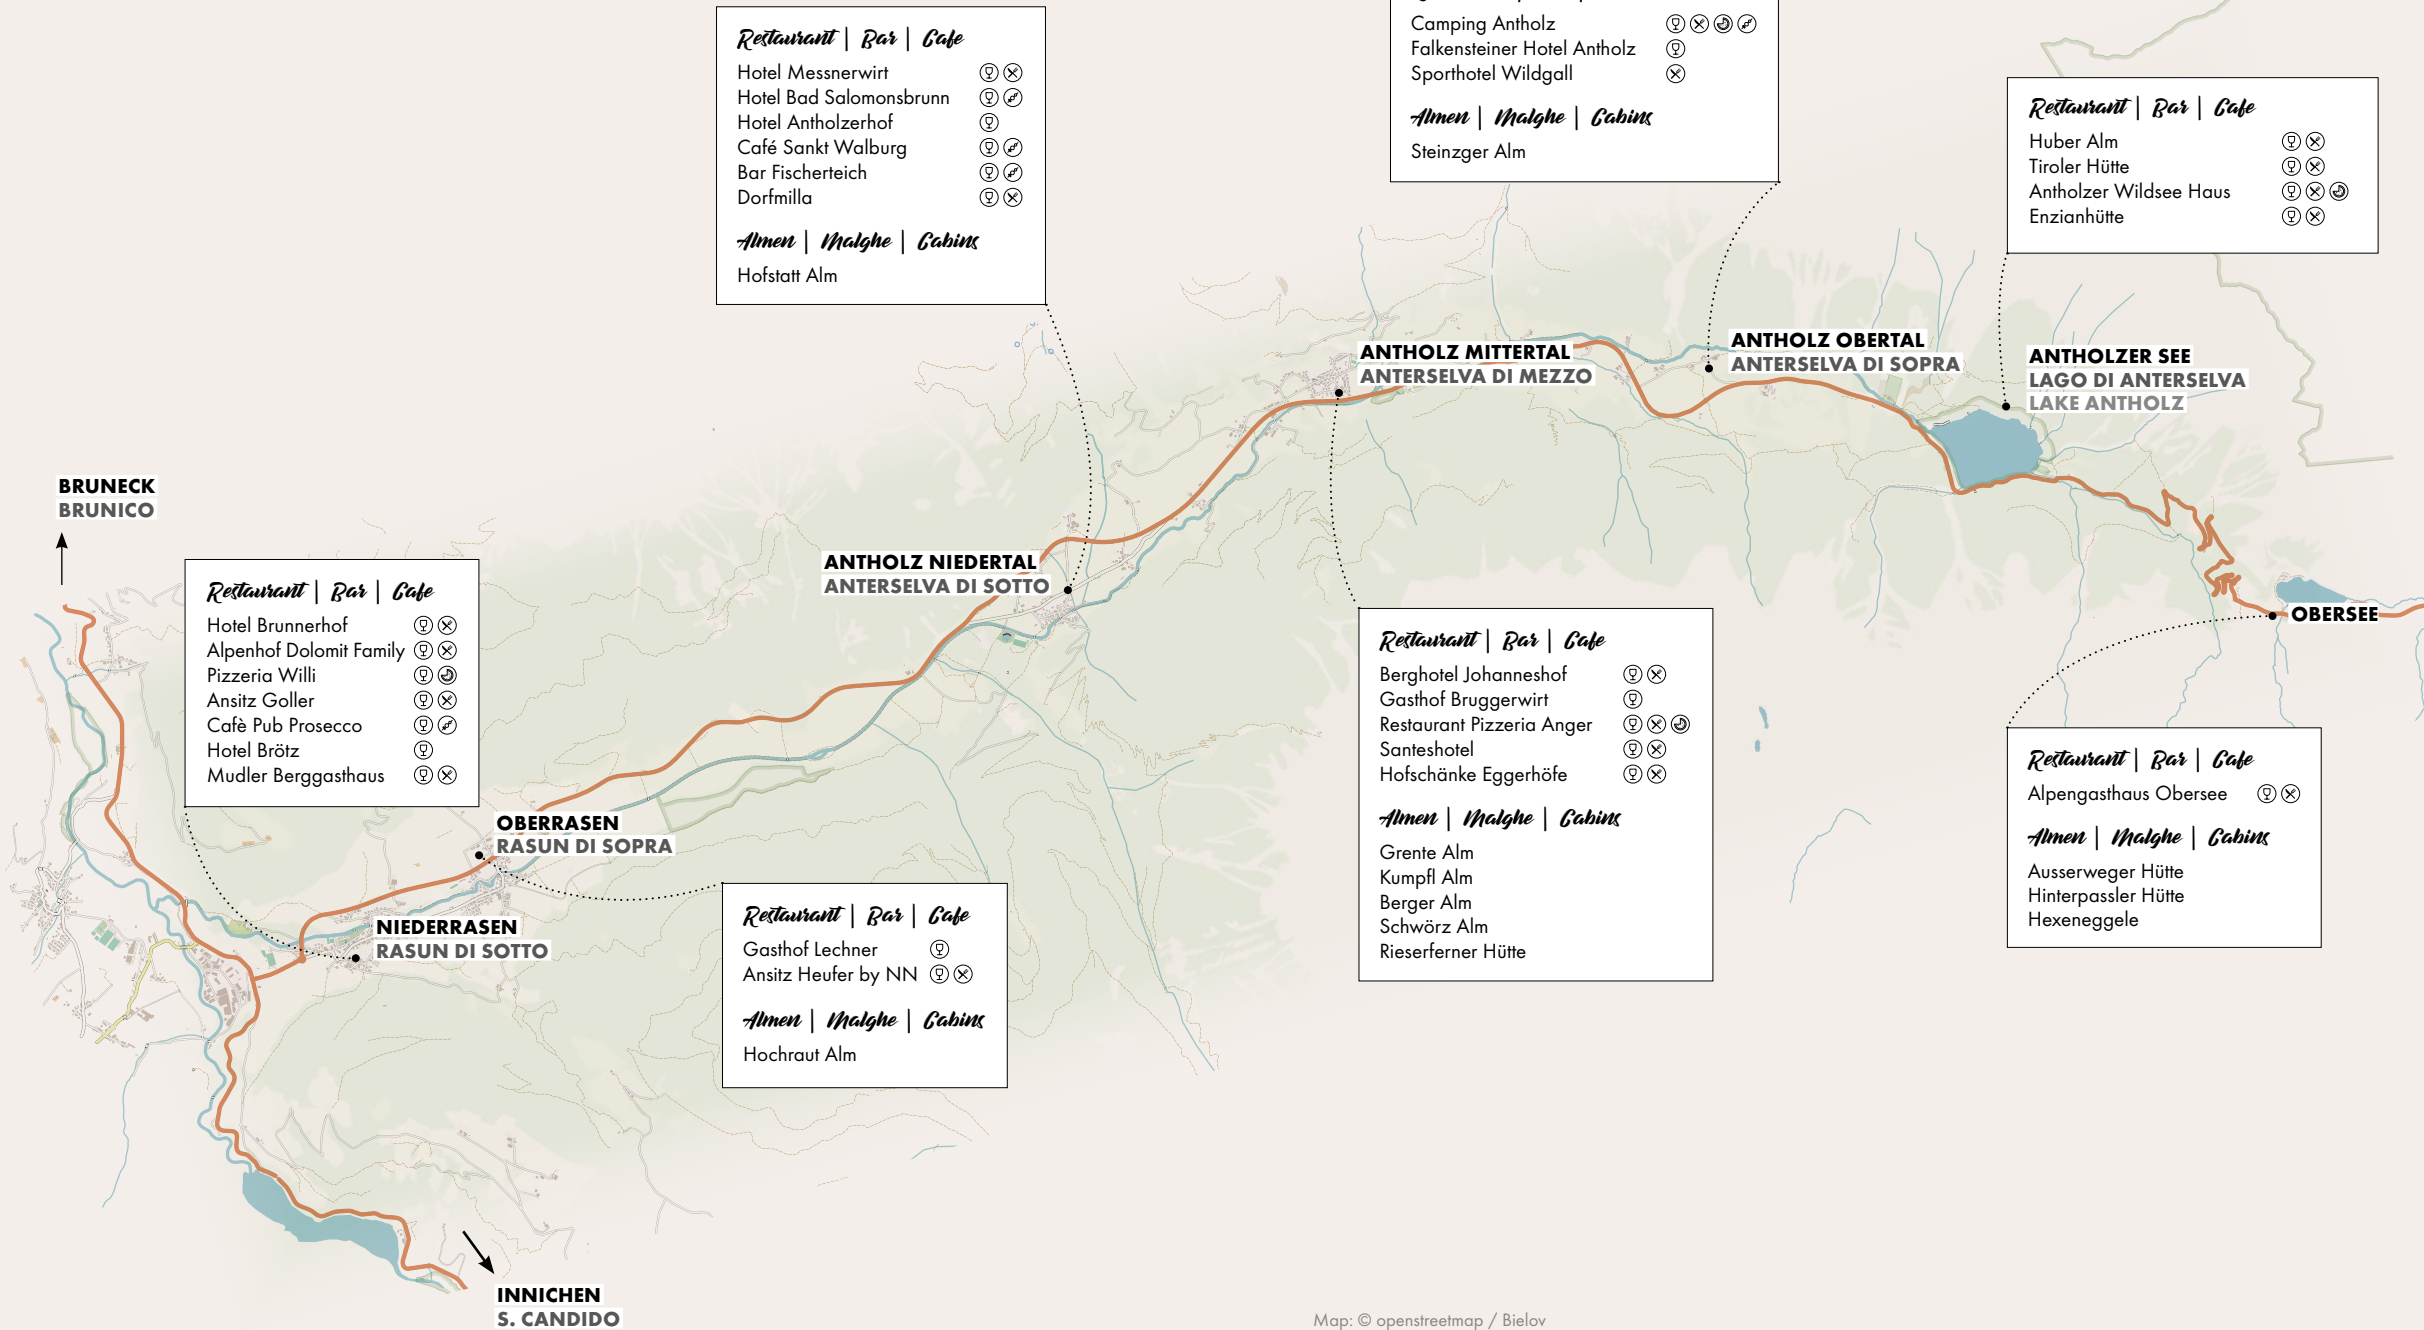 Restaurant | Bar | Cafe
Hotel Messnerwirt
Hotel Bad Salomonsbrunn
Hotel Antholzerhof
Café Sankt Walburg
Bar Fischerteich
Dorfmilla
Almen | Malghe | Cabins
Hofstatt Alm
Camping Antholz
Falkensteiner Hotel Antholz
Sporthotel Wildgall
Almen | Malghe | Cabins
Steinzger Alm
Restaurant | Bar | Cafe
Huber Alm
Tiroler Hütte
Antholzer Wildsee Haus
Enzianhütte
ANTHOLZ MITTERTAL
ANTERSELVA DI MEZZO
ANTHOLZ OBERTAL
ANTERSELVA DI SOPRA
ANTHOLZER SEE
LAGO DI ANTERSELVA
LAKE ANTHOLZ
BRUNECK
BRUNICO
ANTHOLZ NIEDERTAL
ANTERSELVA DI SOTTO
OBERSEE
Restaurant | Bar | Cafe
Hotel Brunnerhof
Alpenhof Dolomit Family
Pizzeria Willi
Ansitz Goller
Cafè Pub Prosecco
Hotel Brötz
Mudler Berggasthaus
Restaurant | Bar | Cafe
Berghotel Johanneshof
Gasthof Bruggerwirt
Restaurant Pizzeria Anger
Santeshotel
Hofschänke Eggerhöfe
Almen | Malghe | Cabins
Grente Alm
Kumpfl Alm
Berger Alm
Schwörz Alm
Rieserferner Hütte
Restaurant | Bar | Cafe
Alpengasthaus Obersee
Almen | Malghe | Cabins
Ausserweger Hütte
Hinterpassler Hütte
Hexeneggele
OBERRASEN
RASUN DI SOPRA
NIEDERRASEN
RASUN DI SOTTO
Restaurant | Bar | Cafe
Gasthof Lechner
Ansitz Heufer by NN
Almen | Malghe | Cabins
Hochraut Alm
INNICHEN
S. CANDIDO
Map: © openstreetmap / Bielov